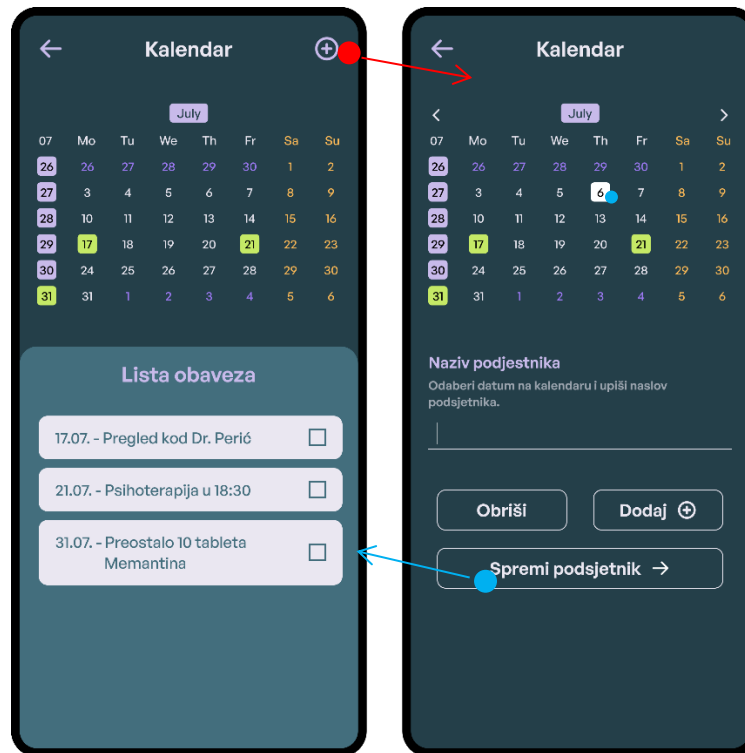 Kalendar
July
07 Mo Tu We Th Fr Sa Su
26 26 27 28 29 30 1 2
27 3 4 5 6 7 8 9
28 10 11 12 13 14 15 16
29 17 18 19 20 21 22 23
30 24 25 26 27 28 29 30
31 31 1 2 3 4 5 6
Lista obaveza
17.07. - Pregled kod Dr. Perić
21.07. - Psihoterapija u 18:30
31.07. - Preostalo 10 tableta
Memantina
Kalendar
July
07 Mo Tu We Th Fr Sa Su
26 26 27 28 29 30 1 2
27 3 4 5 6 7 8 9
28 10 11 12 13 14 15 16
29 17 18 19 20 21 22 23
30 24 25 26 27 28 29 30
31 31 1 2 3 4 5 6
Naziv podjestnika
Odaberi datum na kalendaru i upiši naslov
podsjetnika.
Obriši
Dodaj
Spremi podsjetnik